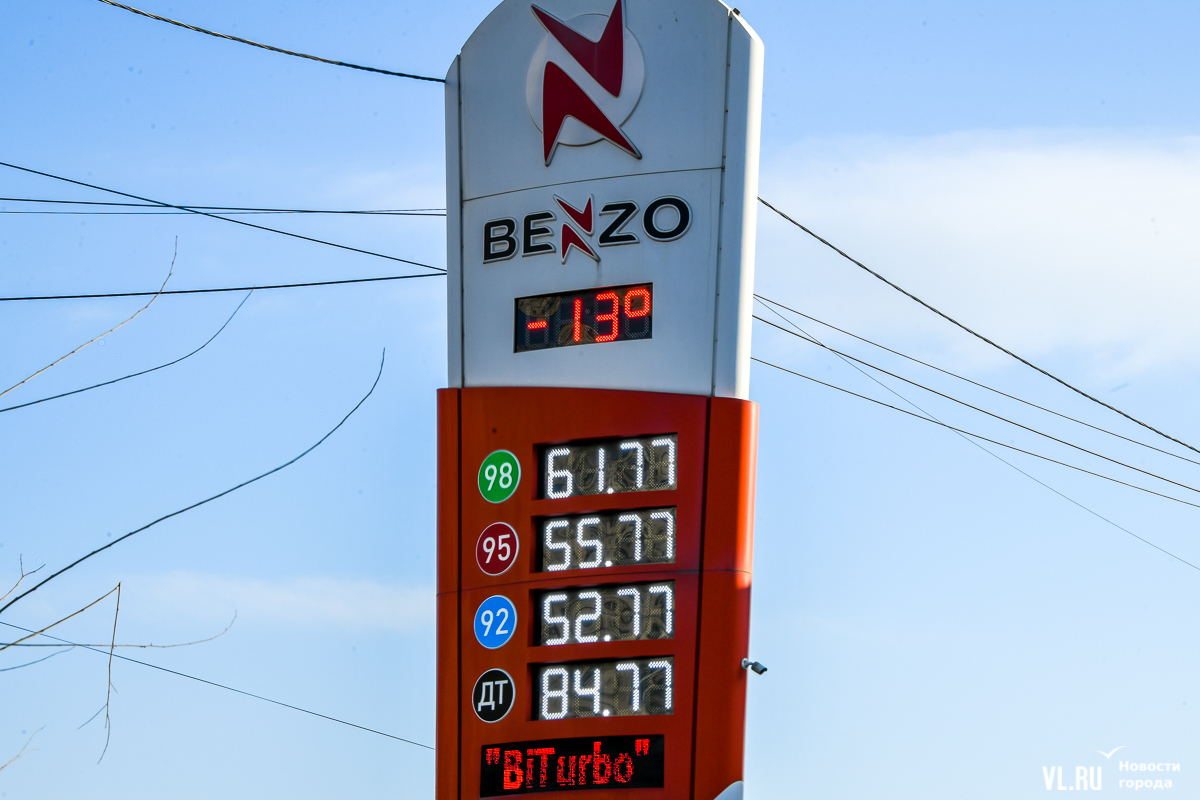 BENZO
-13°
98 61.77
95 55.77
92 52.77
ДТ 84.77
"BiTurbo"
VL.RU Новости
города